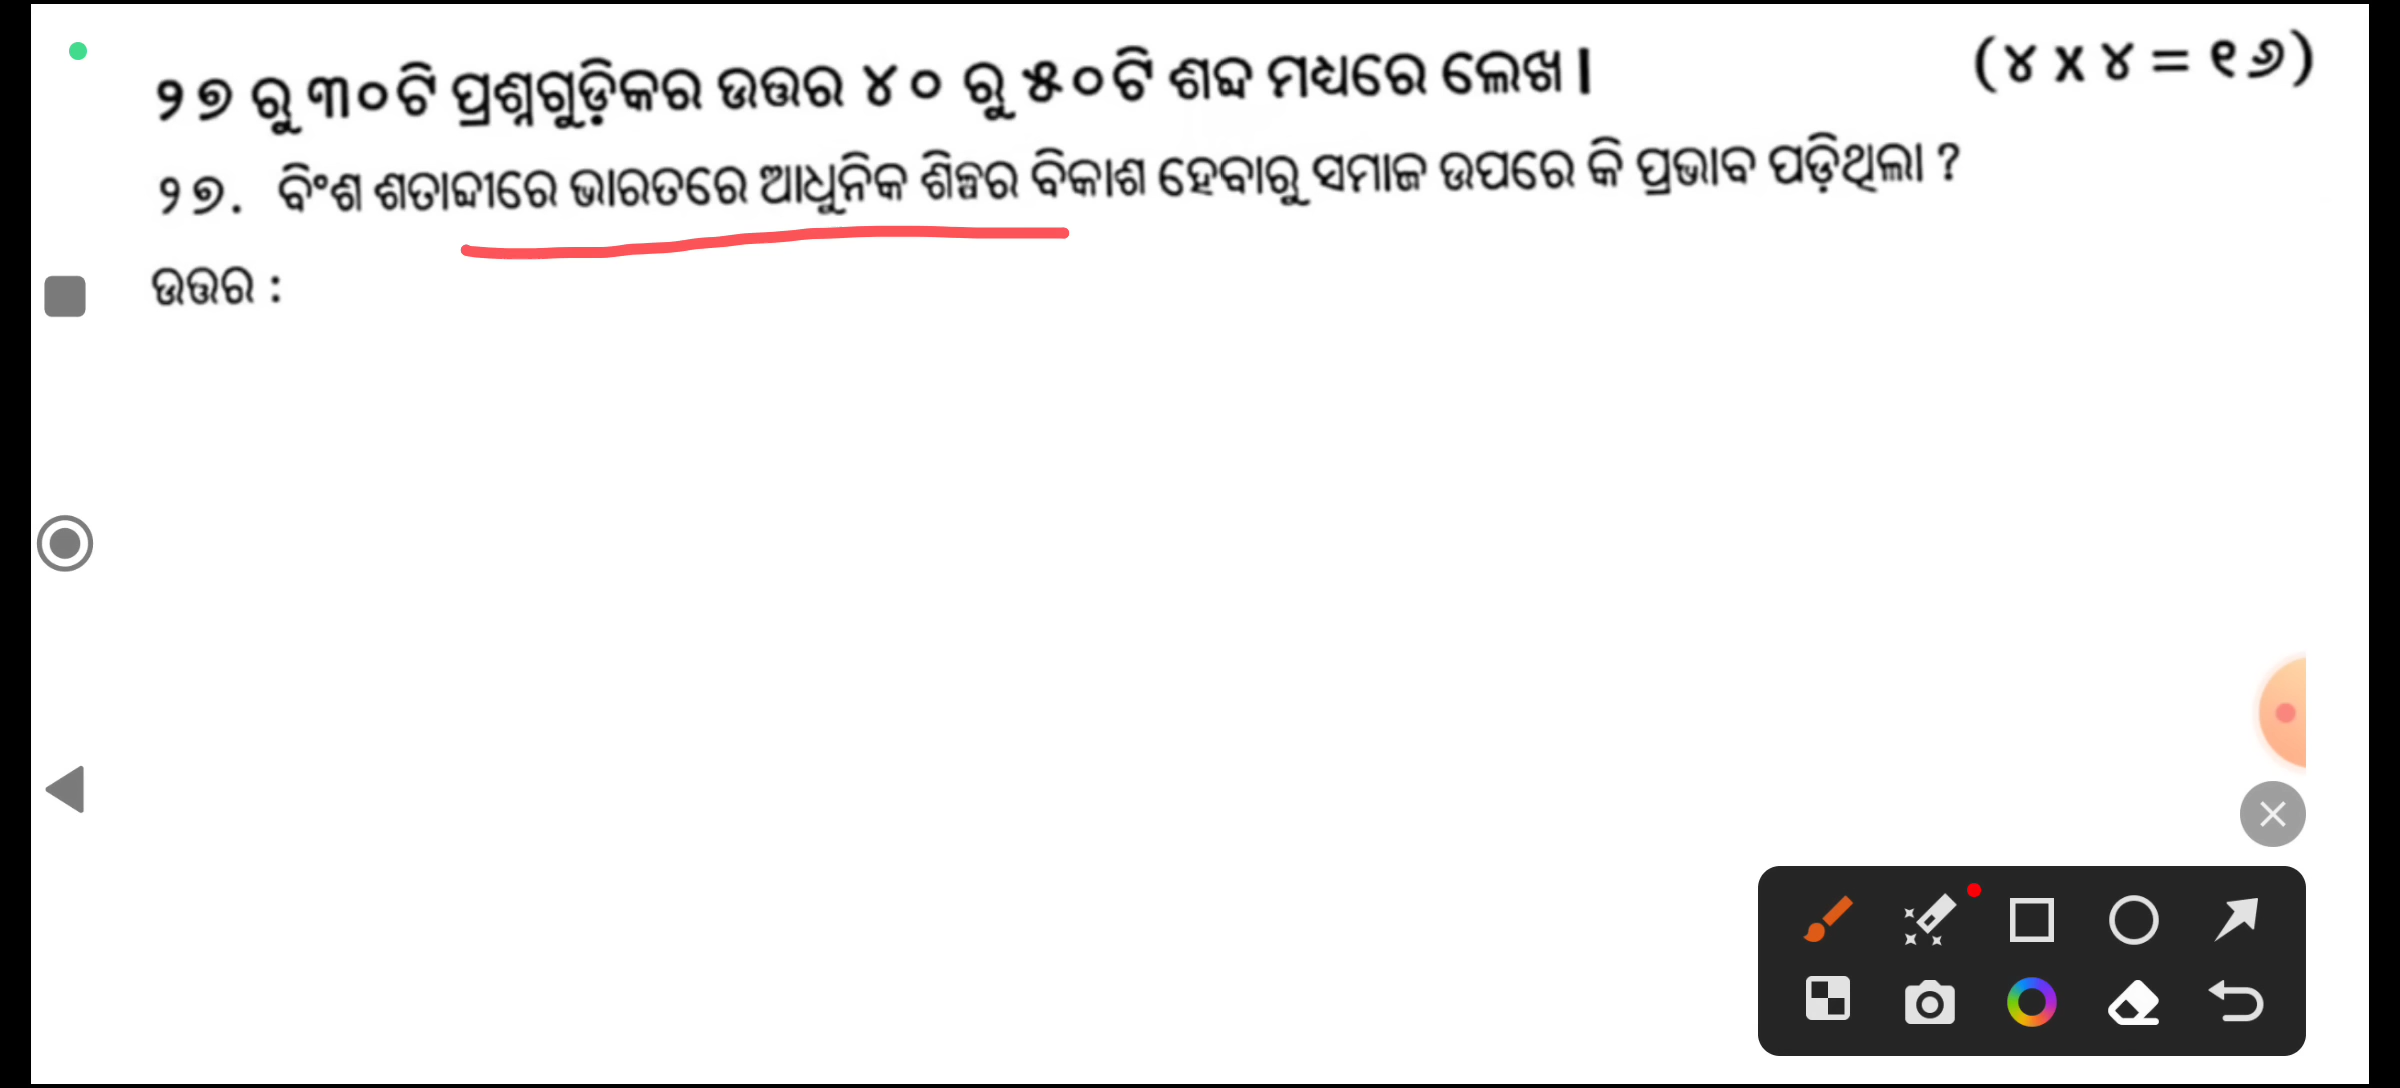 ୨୭ ରୁ ୩୦ଟି ପ୍ରଶ୍ନଗୁଡ଼ିକର ଉତ୍ତର ୪୦ ରୁ ୫୦ଟି ଶବ୍ଦ ମଧ୍ୟରେ ଲେଖ । (୪ x ୪ = ୧୬)
୨୭. ବିଂଶ ଶତାବ୍ଦୀରେ ଭାରତରେ ଆଧୁନିକ ଶିଳ୍ପର ବିକାଶ ହେବାରୁ ସମାଜ ଉପରେ କି ପ୍ରଭାବ ପଡ଼ିଥିଲା ?
ଉତ୍ତର :